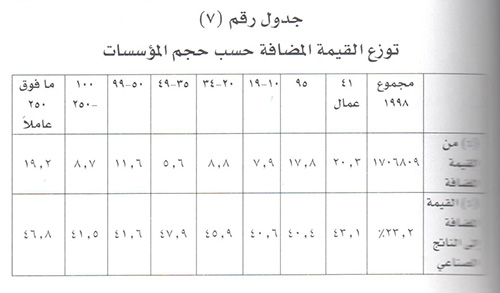 جدول رقم (٧)
توزع القيمة المضافة حسب حجم المؤسسات
مجموع ١٩٩٨ ٤١ عمال ٩٥ ١٠-١٩ ٢٠-٣٤ ٣٥-٤٩ ٥٠-٩٩ ١٠٠ -٢٥٠ ما فوق ٢٥٠ عاملاً
من القيمة المضافة ١٧٠٦٨٠٩ ٢٠,٣ ١٧,٨ ٧,٩ ٨,٨ ٥,٦ ١١,٦ ٨,٧ ١٩,٢
القيمة المضافة إلى الناتج الصناعي ٪٢٣,٢ ٤٣,١ ٤٠,٤ ٤٠,٦ ٤٥,٩ ٤٧,٩ ٤١,٦ ٤١,٥ ٤٦,٨